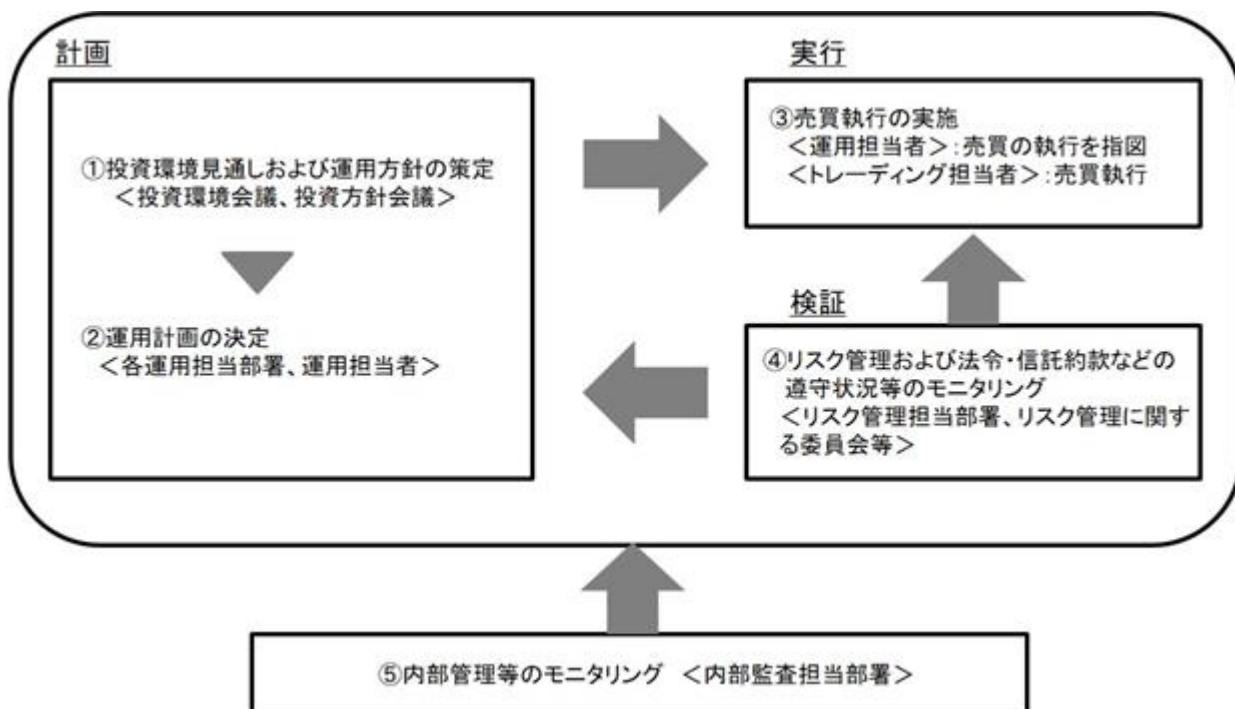 計画
①投資環境見通しおよび運用方針の策定
<投資環境会議、投資方針会議>
②運用計画の決定
<各運用担当部署、運用担当者>
実行
③売買執行の実施
<運用担当者>:売買の執行を指図
<トレーディング担当者>:売買執行
検証
④リスク管理および法令・信託約款などの
遵守状況等のモニタリング
<リスク管理担当部署、リスク管理に関す
る委員会等>
⑤内部管理等のモニタリング <内部監査担当部署>